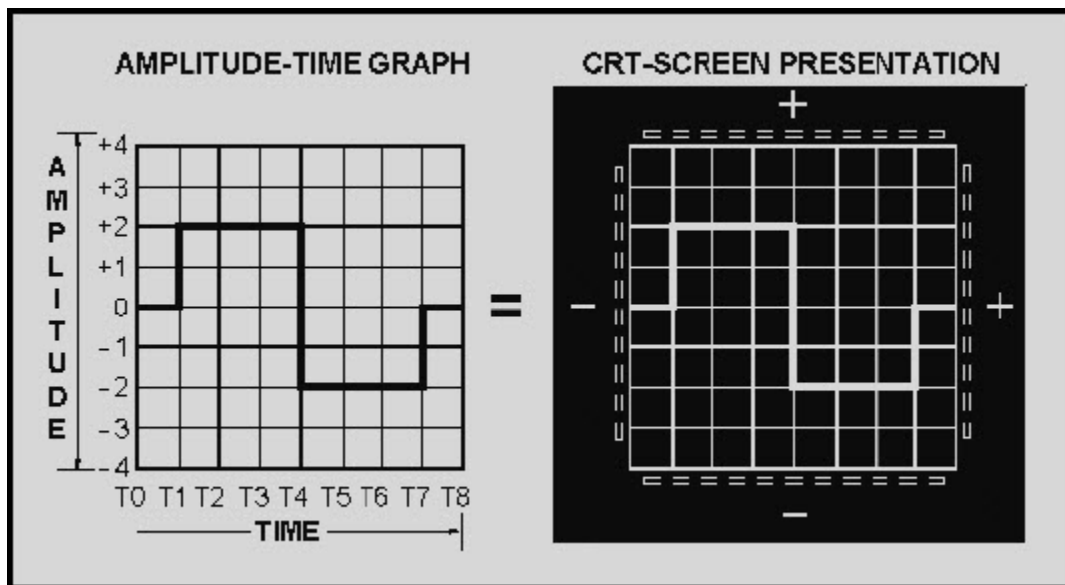 AMPLITUDE-TIME GRAPH
CRT-SCREEN PRESENTATION
AMPLITUDE
+4
+3
+2
+1
0
-1
-2
-3
-4
T0 T1 T2 T3 T4 T5 T6 T7 T8
TIME
=
+
-
+
-